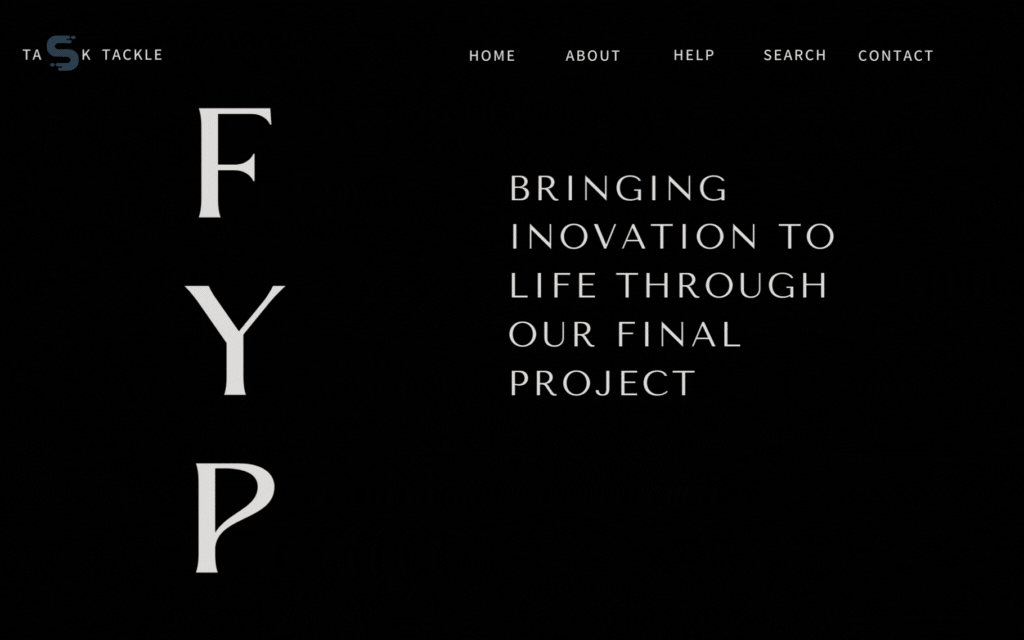 TASK TACKLE
HOME ABOUT HELP SEARCH CONTACT
F
Y
P
BRINGING
INOVATION TO
LIFE THROUGH
OUR FINAL
PROJECT